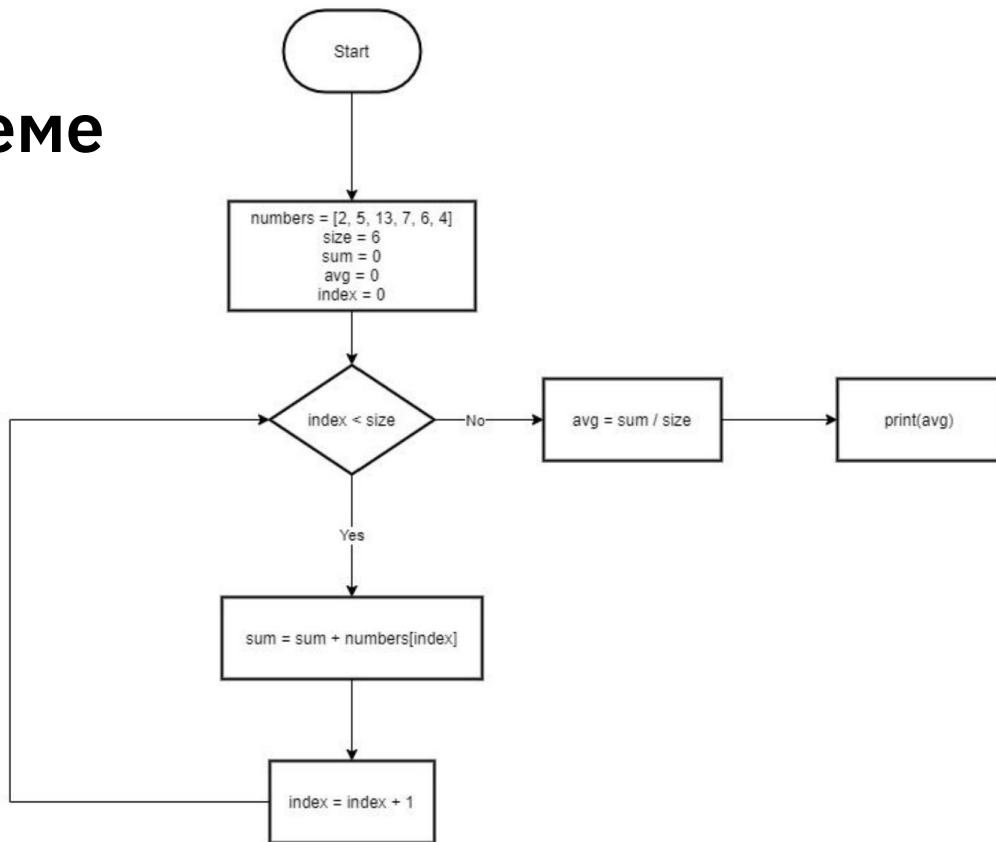 Start
numbers = [2, 5, 13, 7, 6, 4]
size = 6
sum = 0
avg = 0
index = 0
index < size
No
avg = sum / size
print(avg)
Yes
sum = sum + numbers[index]
index = index + 1